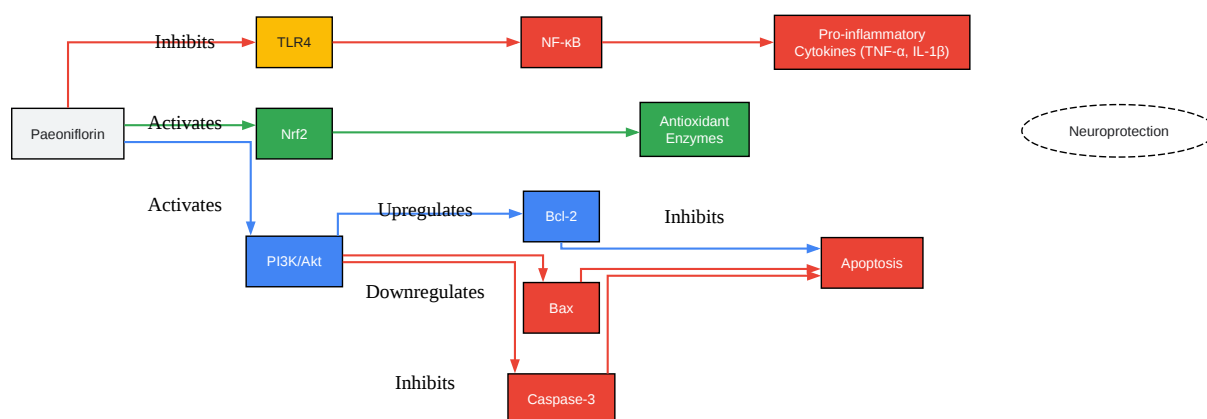 Inhibits
TLR4
NF-κB
Pro-inflammatory
Cytokines (TNF-α, IL-1β)
Paeoniflorin
Activates
Nrf2
Antioxidant
Enzymes
Neuroprotection
Activates
Upregulates
Bcl-2
Inhibits
PI3K/Akt
Apoptosis
Downregulates
Bax
Inhibits
Caspase-3